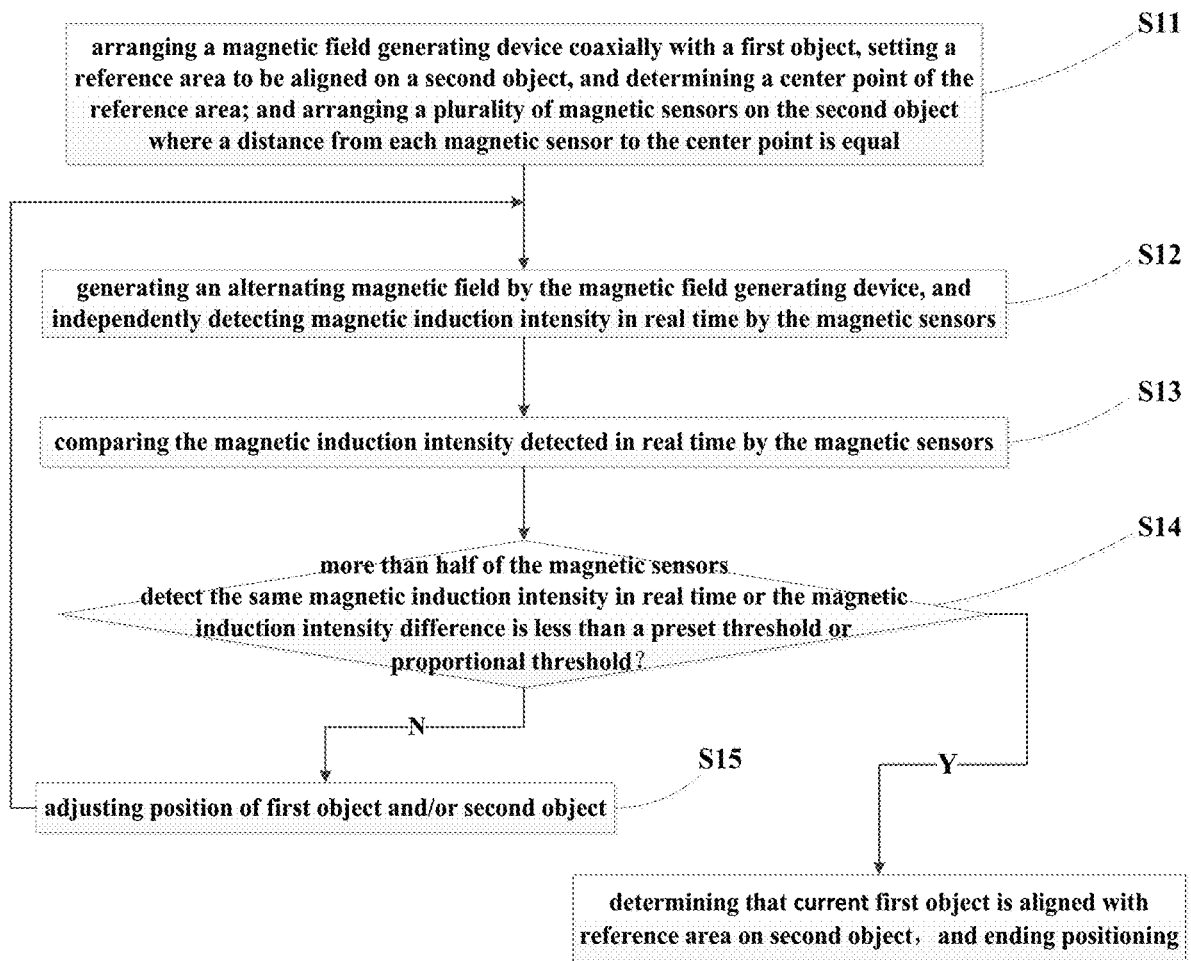 S11
arranging a magnetic field generating device coaxially with a first object, setting a
reference area to be aligned on a second object, and determining a center point of the
reference area; and arranging a plurality of magnetic sensors on the second object
where a distance from each magnetic sensor to the center point is equal
S12
generating an alternating magnetic field by the magnetic field generating device, and
independently detecting magnetic induction intensity in real time by the magnetic sensors
S13
comparing the magnetic induction intensity detected in real time by the magnetic sensors
S14
more than half of the magnetic sensors
detect the same magnetic induction intensity in real time or the magnetic
induction intensity difference is less than a preset threshold or
proportional threshold?
N
Y
S15
adjusting position of first object and/or second object
determining that current first object is aligned with
reference area on second object, and ending positioning